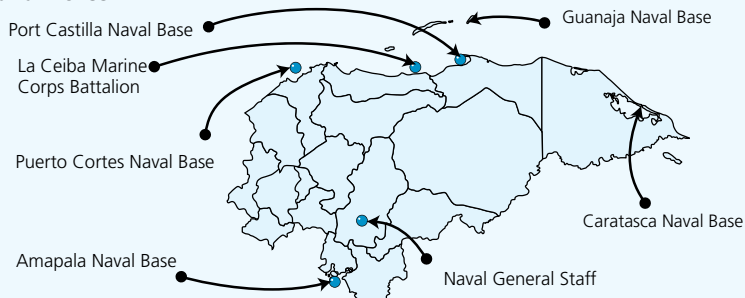 Port Castilla Naval Base
Guanaja Naval Base
La Ceiba Marine
Corps Battalion
Puerto Cortes Naval Base
Caratasca Naval Base
Amapala Naval Base
Naval General Staff